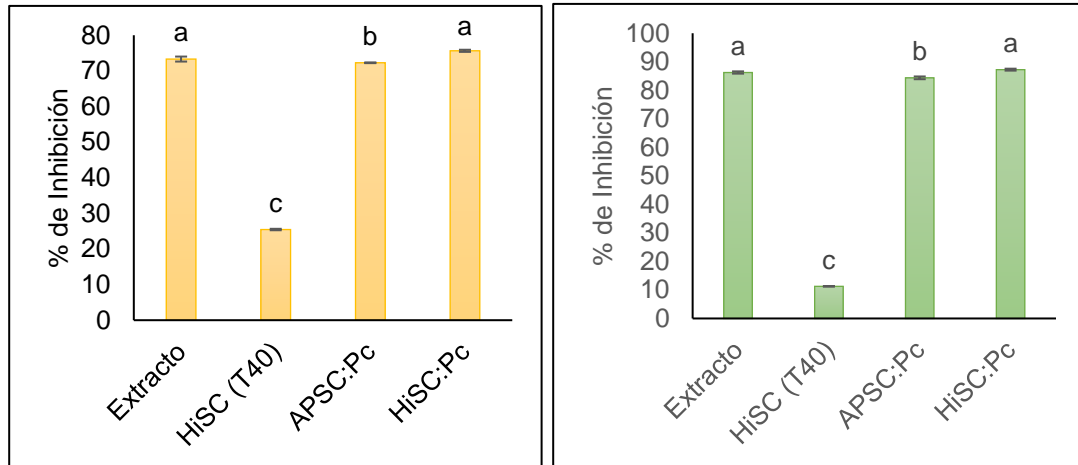 % de Inhibición
80
70
60
50
40
30
20
10
0
a
c
b
a
Extracto
HiSC (T40)
APSC:Pc
HiSC:Pc
% de Inhibición
100
90
80
70
60
50
40
30
20
10
0
a
c
b
a
Extracto
HiSC (T40)
APSC:Pc
HiSC:Pc